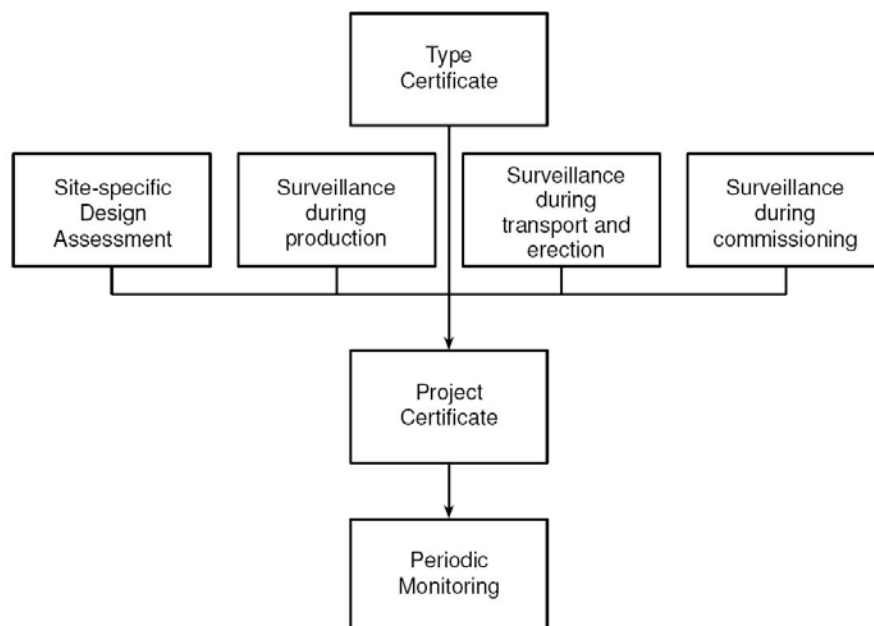 Type
Certificate
Site-specific
Design
Assessment
Surveillance
during
production
Surveillance
during
transport and
erection
Surveillance
during
commissioning
Project
Certificate
Periodic
Monitoring